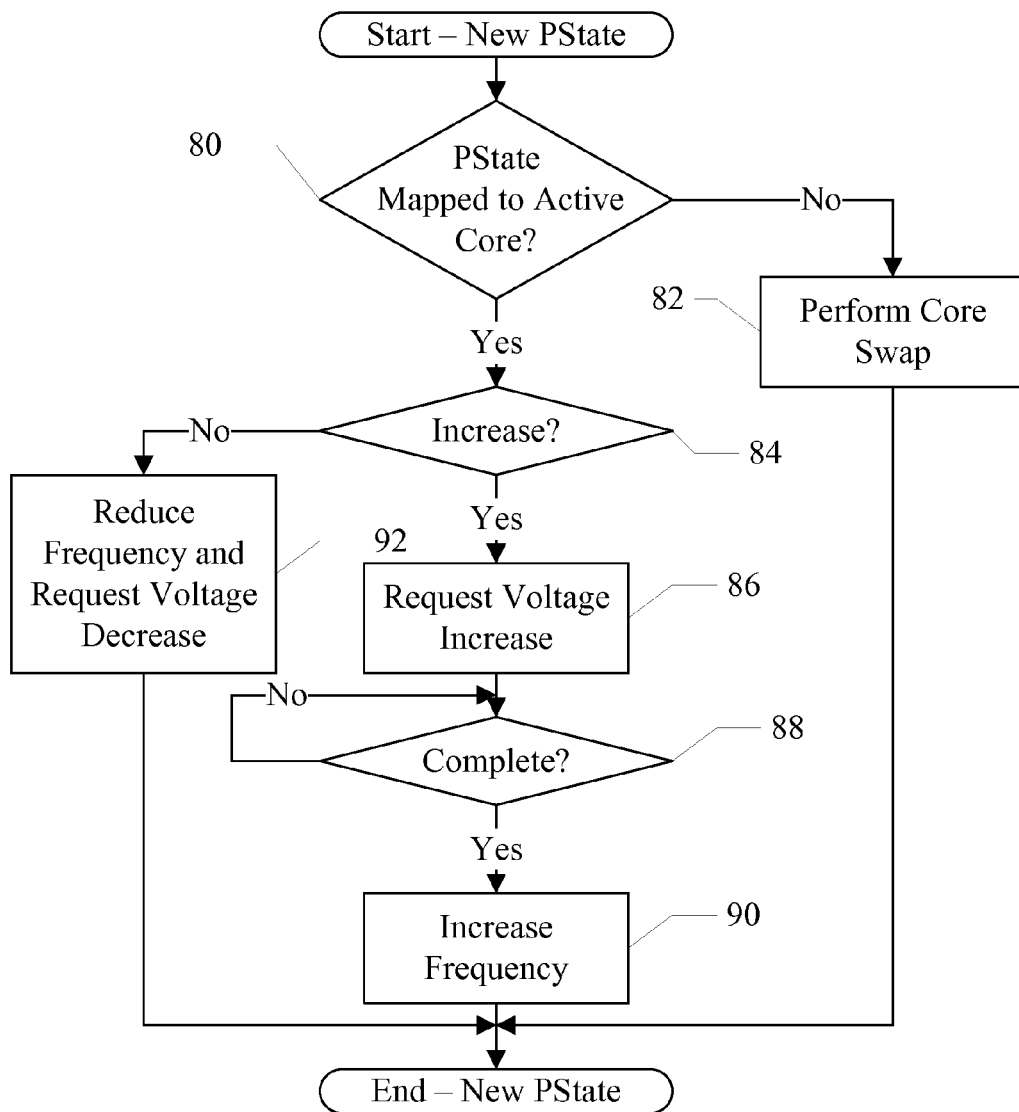 Start – New PState
80
PState
Mapped to Active
Core?
No
82
Perform Core
Swap
Yes
Increase?
No
84
Reduce
Frequency and
Request Voltage
Decrease
92
Yes
Request Voltage
Increase
86
No
Complete?
88
Yes
Increase
Frequency
90
End – New PState